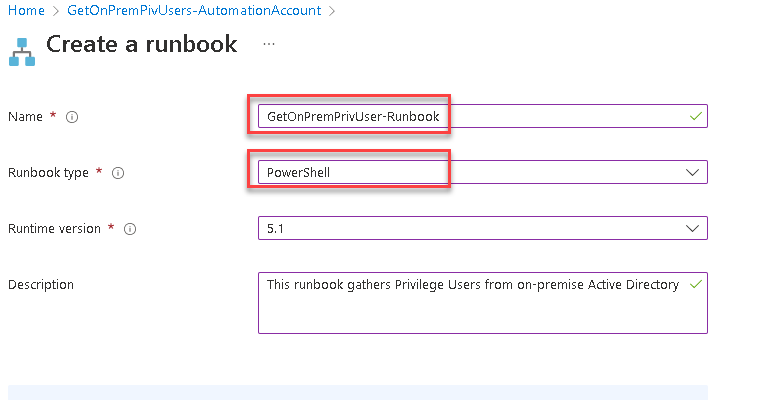 Home > GetOnPremPivUsers-AutomationAccount >
Create a runbook ...
Name *
GetOnPremPrivUser-Runbook
Runbook type *
PowerShell
Runtime version *
5.1
Description
This runbook gathers Privilege Users from on-premise Active Directory